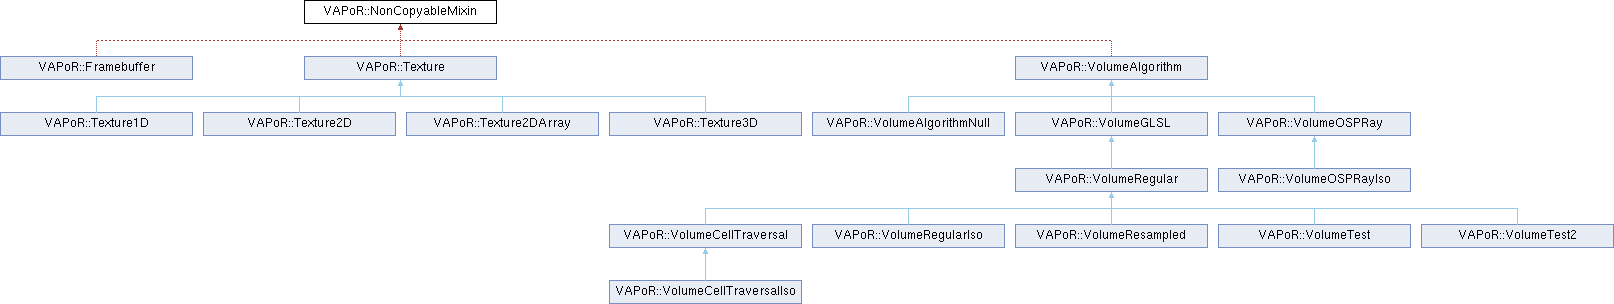 VAPoR::NonCopyableMixin
VAPoR::Framebuffer
VAPoR::Texture
VAPoR::VolumeAlgorithm
VAPoR::Texture1D
VAPoR::Texture2D
VAPoR::Texture2DArray
VAPoR::Texture3D
VAPoR::VolumeAlgorithmNull
VAPoR::VolumeGLSL
VAPoR::VolumeOSPRay
VAPoR::VolumeRegular
VAPoR::VolumeOSPRayIso
VAPoR::VolumeCellTraversal
VAPoR::VolumeRegularIso
VAPoR::VolumeResampled
VAPoR::VolumeTest
VAPoR::VolumeTest2
VAPoR::VolumeCellTraversalIso